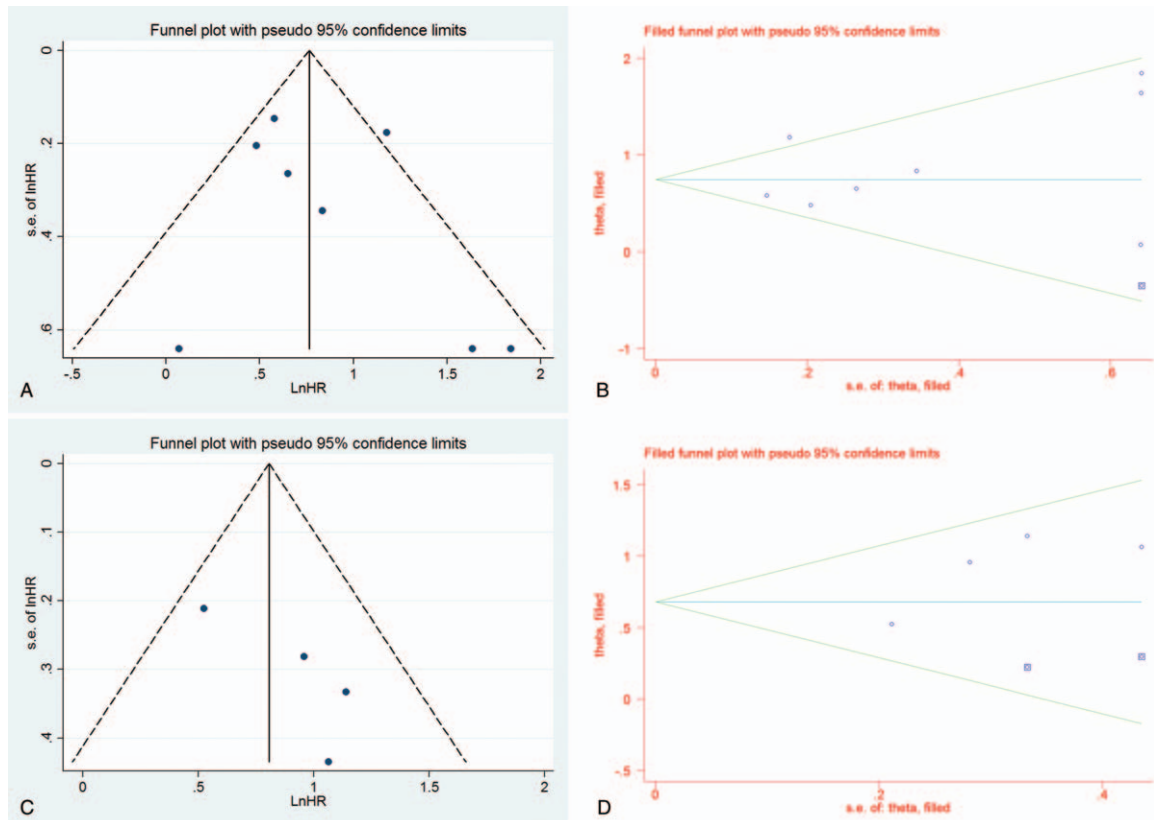 Funnel plot with pseudo 95% confidence limits
0
.2
.4
.6
s.e. of lnHR
-.5 0 .5 1 1.5 2
LnHR
A
Filled funnel plot with pseudo 95% confidence limits
2
1
0
-1
theta, filled
0 .2 .4 .6
s.e. of: theta, filled
B
Funnel plot with pseudo 95% confidence limits
0
.1
.2
.3
.4
s.e. of lnHR
0 .5 1 1.5 2
LnHR
C
Filled funnel plot with pseudo 95% confidence limits
1.5
1
.5
0
-.5
theta, filled
0 .2 .4
s.e. of: theta, filled
D